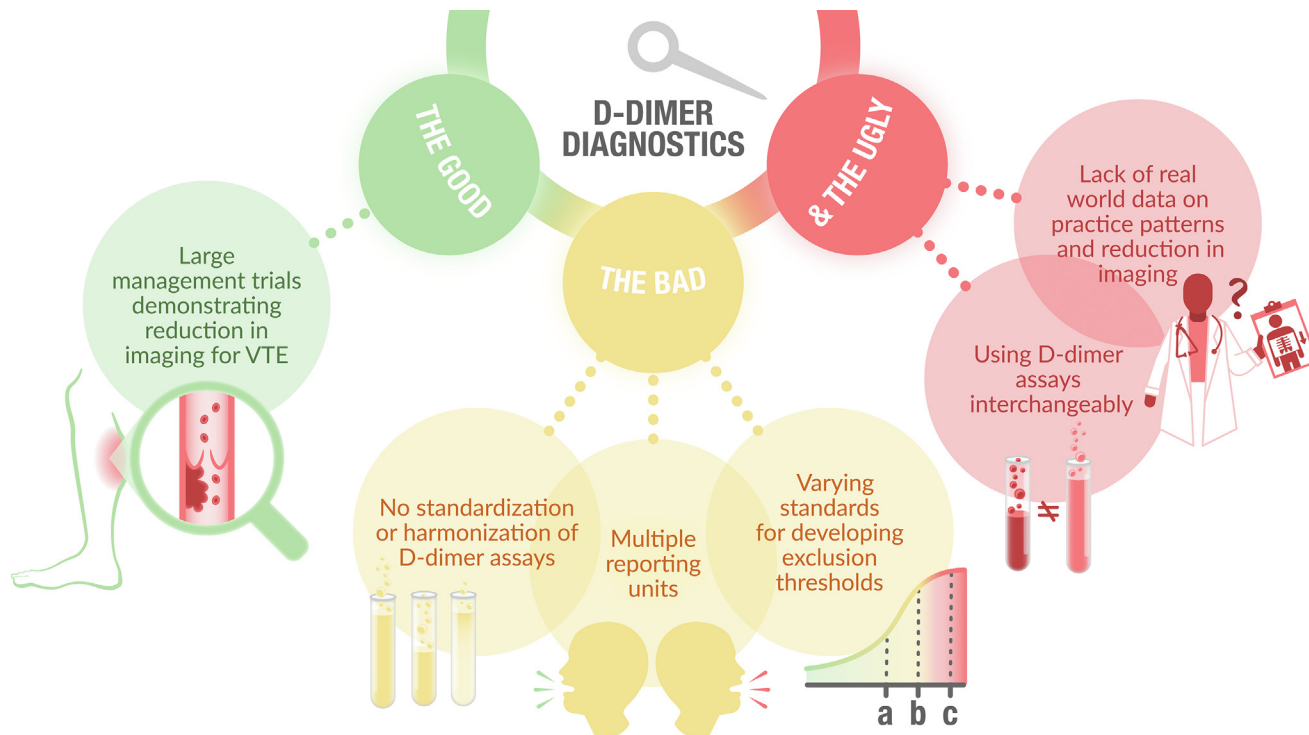 D-DIMER
DIAGNOSTICS
THE GOOD
Large
management trials
demonstrating
reduction in
imaging for VTE
THE BAD
No standardization
or harmonization of
D-dimer assays
Multiple
reporting
units
Varying
standards
for developing
exclusion
thresholds
a b c
& THE UGLY
Lack of real
world data on
practice patterns
and reduction in
imaging
?
Using D-dimer
assays
interchangeably
≠